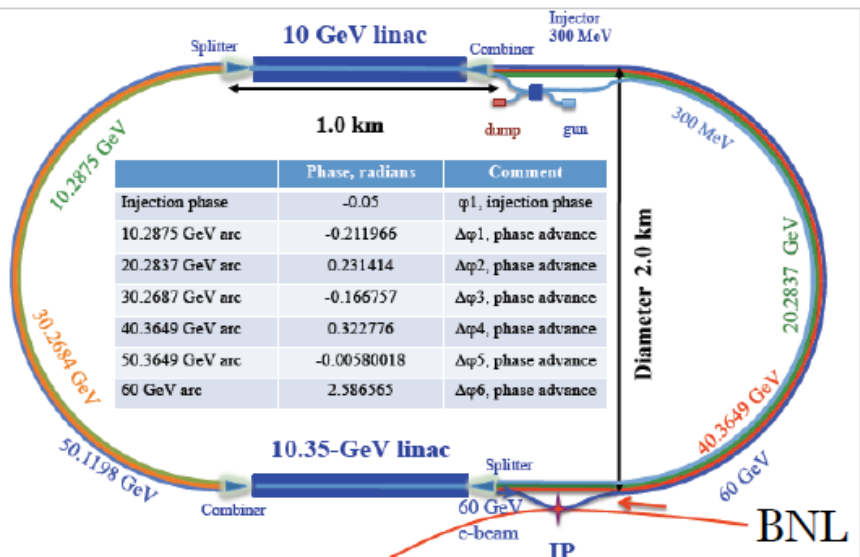 Injector
300 MeV
10 GeV linac
Splitter
Combiner
1.0 km
dump
gun
300 MeV
10.2875 GeV
Phase, radians Comment
Injection phase -0.05 φ1, injection phase
10.2875 GeV arc -0.211966 Δφ1, phase advance
20.2837 GeV arc 0.231414 Δφ2, phase advance
30.2687 GeV arc -0.166757 Δφ3, phase advance
40.3649 GeV arc 0.322776 Δφ4, phase advance
50.3649 GeV arc -0.00580018 Δφ5, phase advance
60 GeV arc 2.586565 Δφ6, phase advance
Diameter 2.0 km
20.2837 GeV
30.2684 GeV
40.3649 GeV
50.1198 GeV
60 GeV
10.35-GeV linac
Splitter
Combiner
60 GeV
e-beam
IP
BNL